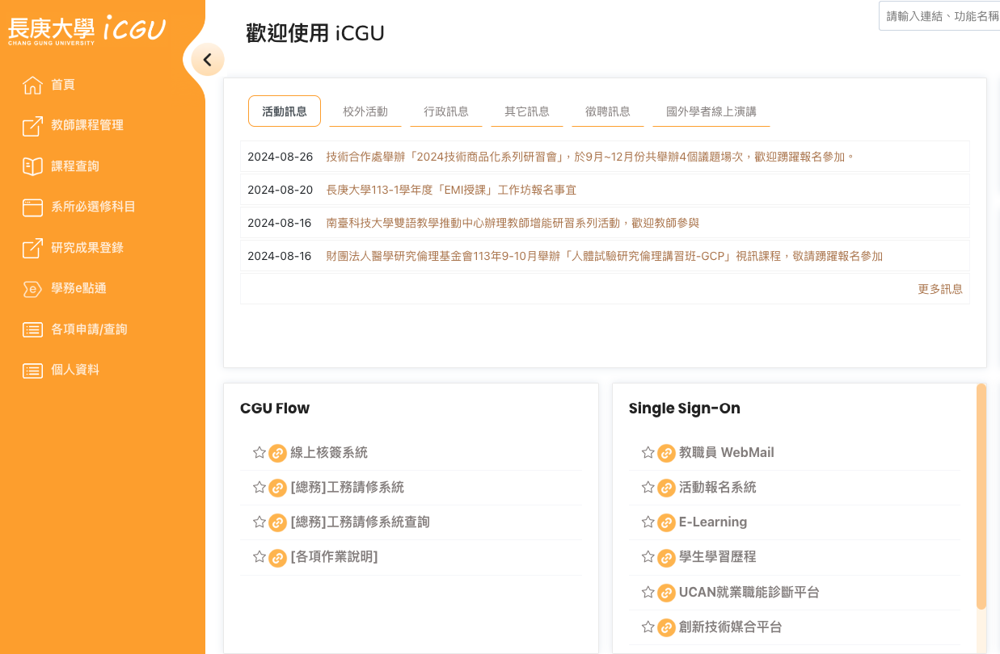 長庚大學 iCGU
CHANG GUNG UNIVERSITY
首頁
教師課程管理
課程查詢
系所必選修科目
研究成果登錄
學務e點通
各項申請/查詢
個人資料
歡迎使用 iCGU
請輸入連結、功能名稱
活動訊息 校外活動 行政訊息 其它訊息 徵聘訊息 國外學者線上演講
2024-08-26 技術合作處舉辦「2024技術商品化系列研習會」，於9月~12月份共舉辦4個議題場次，歡迎踴躍報名參加。
2024-08-20 長庚大學113-1學年度「EMI授課」工作坊報名事宜
2024-08-16 南臺科技大學雙語教學推動中心辦理教師增能研習系列活動，歡迎教師參與
2024-08-16 財團法人醫學研究倫理基金會113年9-10月舉辦「人體試驗研究倫理講習班-GCP」視訊課程，敬請踴躍報名參加
更多訊息
CGU Flow
線上核簽系統
[總務]工務請修系統
[總務]工務請修系統查詢
[各項作業說明]
Single Sign-On
教職員 WebMail
活動報名系統
E-Learning
學生學習歷程
UCAN就業職能診斷平台
創新技術媒合平台